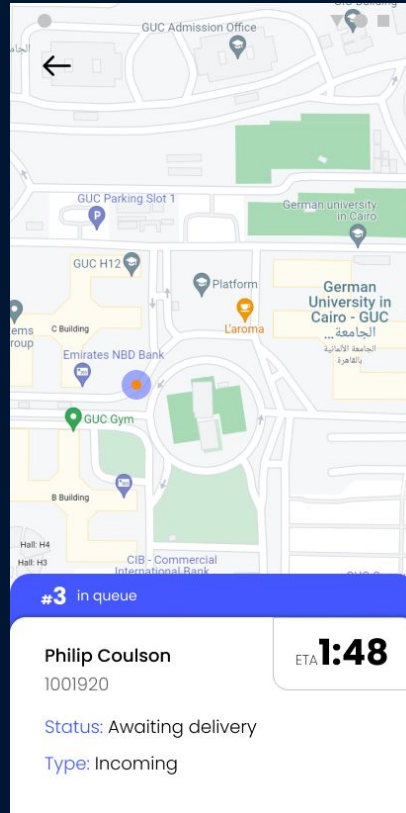 GUC Admission Office
GUC Parking Slot 1
P
German university
in Cairo
GUC H12
Platform
German
University in
Cairo - GUC
الجامعة...
الجامعة الألمانية
بالقاهرة
L'aroma
C Building
Emirates NBD Bank
GUC Gym
B Building
Hall: H4
Hall: H3
CIB - Commercial
International Bank
#3 in queue
Philip Coulson
ETA 1:48
1001920
Status: Awaiting delivery
Type: Incoming